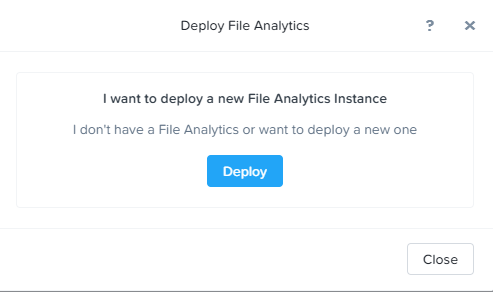 Deploy File Analytics
?
×
I want to deploy a new File Analytics Instance
I don't have a File Analytics or want to deploy a new one
Deploy
Close